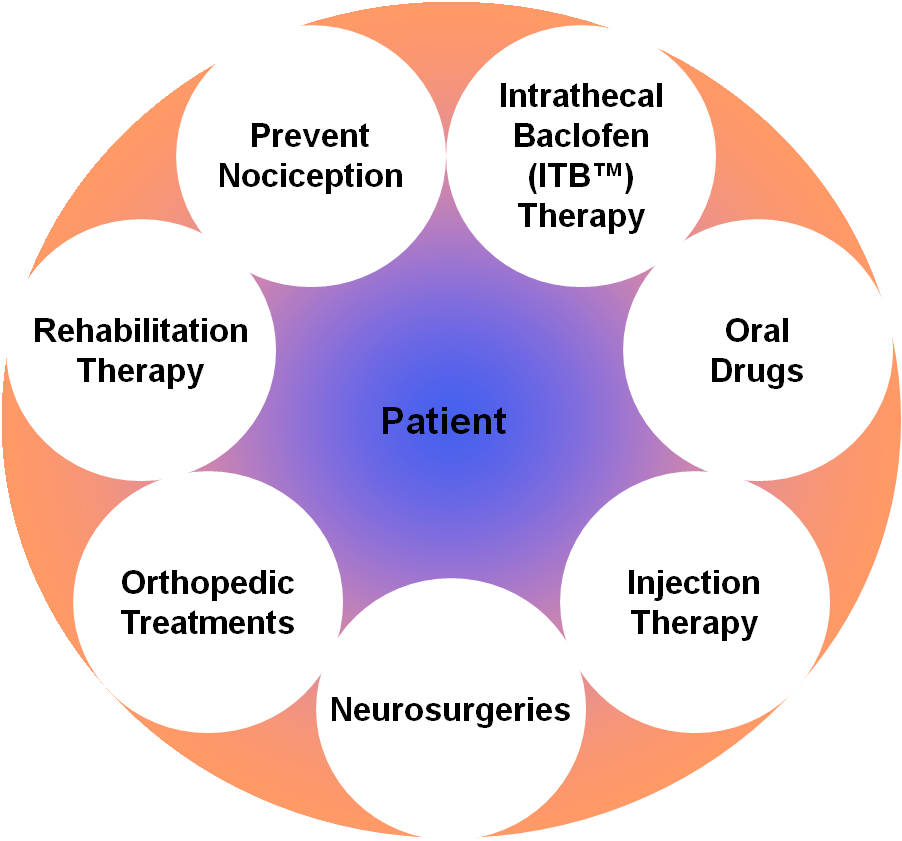 Prevent
Nociception
Intrathecal
Baclofen
(ITB™)
Therapy
Rehabilitation
Therapy
Oral
Drugs
Patient
Orthopedic
Treatments
Injection
Therapy
Neurosurgeries